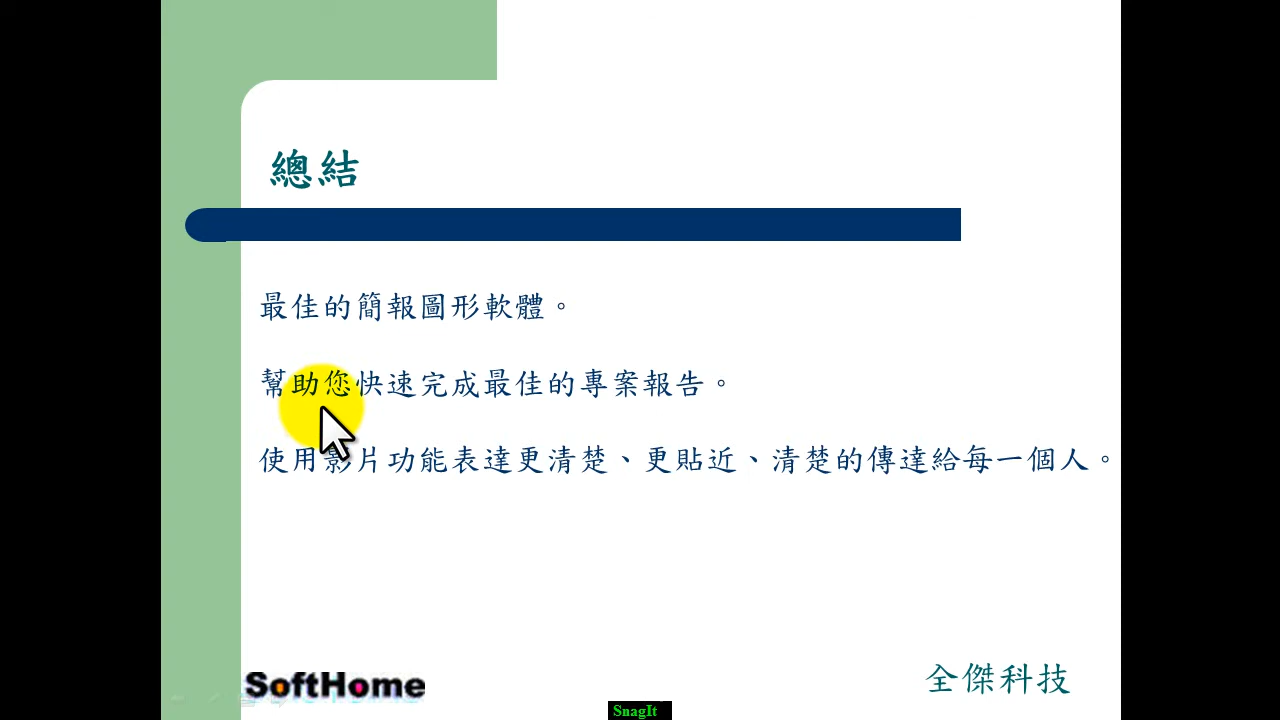 總結
最佳的簡報圖形軟體。
幫助您快速完成最佳的專案報告。
使用影片功能表達更清楚、更貼近、清楚的傳達給每一個人。
SoftHome
全傑科技
SnagIt